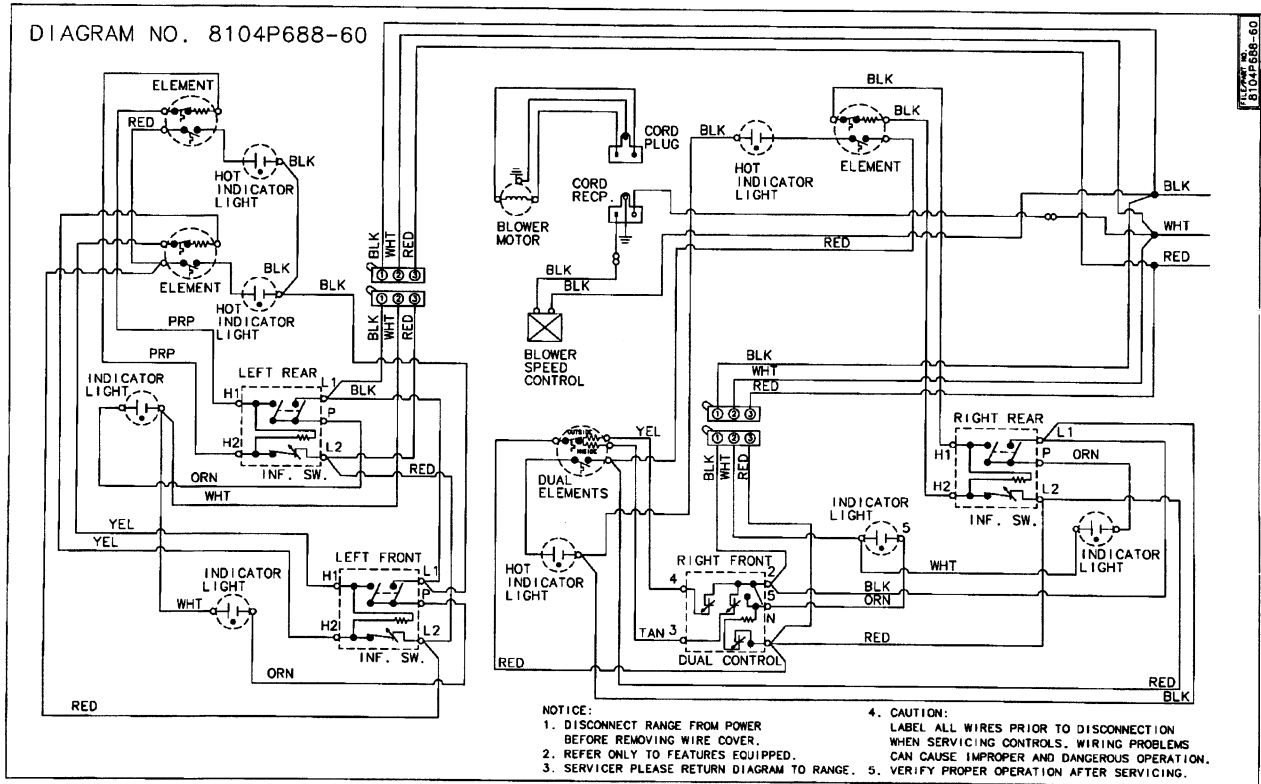 DIAGRAM NO. 8104P688-60
FILE/PART NO.
8104P688-60
ELEMENT
RED
BLK
HOT
INDICATOR
LIGHT
ELEMENT
BLK
HOT
INDICATOR
LIGHT
BLK
PRP
PRP
BLK
WHT
RED
1 2 3
1 2 3
BLK
WHT
RED
CORD
PLUG
CORD
RECP.
BLOWER
MOTOR
BLK
BLK
BLOWER
SPEED
CONTROL
BLK
HOT
INDICATOR
LIGHT
BLK
BLK
ELEMENT
RED
BLK
WHT
RED
INDICATOR
LIGHT
LEFT REAR
H1
L1
BLK
P
H2
L2
INF. SW.
ORN
WHT
RED
YEL
YEL
INDICATOR
LIGHT
WHT
LEFT FRONT
H1
L1
P
H2
L2
INF. SW.
ORN
RED
BLK
WHT
RED
1 2 3
1 2 3
BLK
WHT
RED
YEL
OUTSIDE
INSIDE
DUAL
ELEMENTS
HOT
INDICATOR
LIGHT
RIGHT FRONT
4
2
5
N
TAN 3
DUAL CONTROL
RED
INDICATOR
LIGHT
5
WHT
BLK
ORN
RED
RIGHT REAR
L1
H1
P
ORN
H2
L2
INF. SW.
INDICATOR
LIGHT
RED
BLK
NOTICE:
1. DISCONNECT RANGE FROM POWER
BEFORE REMOVING WIRE COVER.
2. REFER ONLY TO FEATURES EQUIPPED.
3. SERVICER PLEASE RETURN DIAGRAM TO RANGE.
4. CAUTION:
LABEL ALL WIRES PRIOR TO DISCONNECTION
WHEN SERVICING CONTROLS. WIRING PROBLEMS
CAN CAUSE IMPROPER AND DANGEROUS OPERATION.
5. VERIFY PROPER OPERATION AFTER SERVICING.